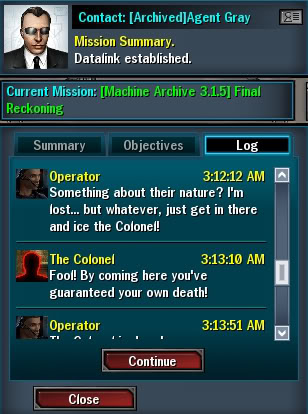 Contact: [Archived]Agent Gray
Mission Summary.
Datalink established.
Current Mission: [Machine Archive 3.1.5] Final
Reckoning
Summary
Objectives
Log
Operator 3:12:12 AM
Something about their nature? I'm
lost... but whatever, just get in there
and ice the Colonel!
The Colonel 3:13:10 AM
Fool! By coming here you've
guaranteed your own death!
Operator 3:13:51 AM
Continue
Close